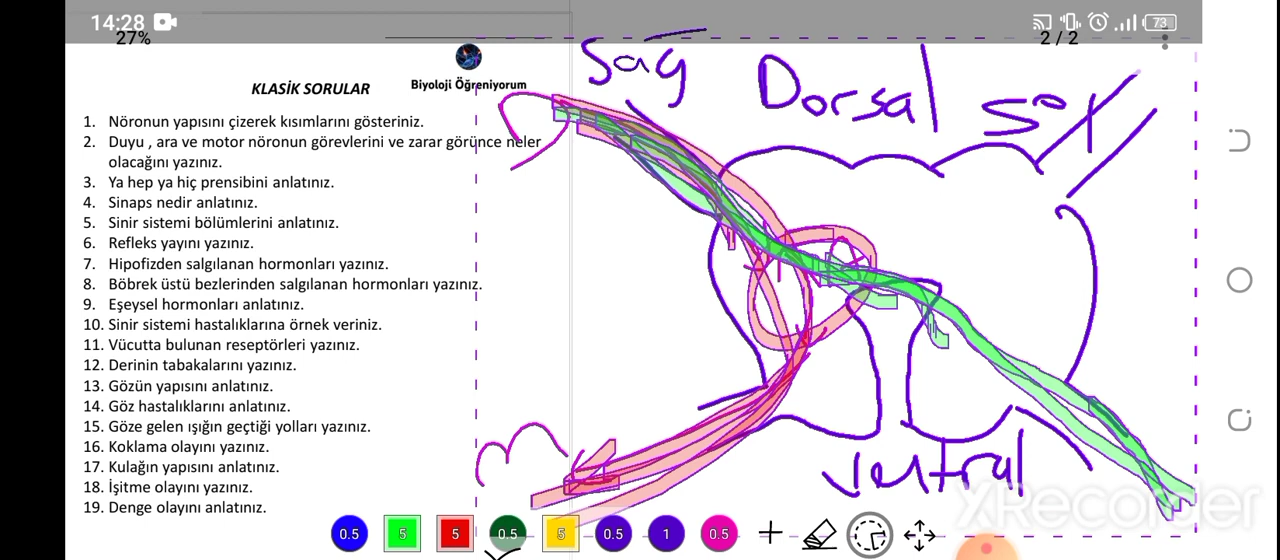 14:28
73
27%
2 / 2
Biyoloji Öğreniyorum
KLASİK SORULAR
1. Nöronun yapısını çizerek kısımlarını gösteriniz.
2. Duyu , ara ve motor nöronun görevlerini ve zarar görünce neler
olacağını yazınız.
3. Ya hep ya hiç prensibini anlatınız.
4. Sinaps nedir anlatınız.
5. Sinir sistemi bölümlerini anlatınız.
6. Refleks yayını yazınız.
7. Hipofizden salgılanan hormonları yazınız.
8. Böbrek üstü bezlerinden salgılanan hormonları yazınız.
9. Eşeysel hormonları anlatınız.
10. Sinir sistemi hastalıklarına örnek veriniz.
11. Vücutta bulunan reseptörleri yazınız.
12. Derinin tabakalarını yazınız.
13. Gözün yapısını anlatınız.
14. Göz hastalıklarını anlatınız.
15. Göze gelen ışığın geçtiği yolları yazınız.
16. Koklama olayını yazınız.
17. Kulağın yapısını anlatınız.
18. İşitme olayını yazınız.
19. Denge olayını anlatınız.
Sağ Dorsal Sol
Ventral
XRecorder
0.5 5 5 0.5 5 0.5 1 0.5